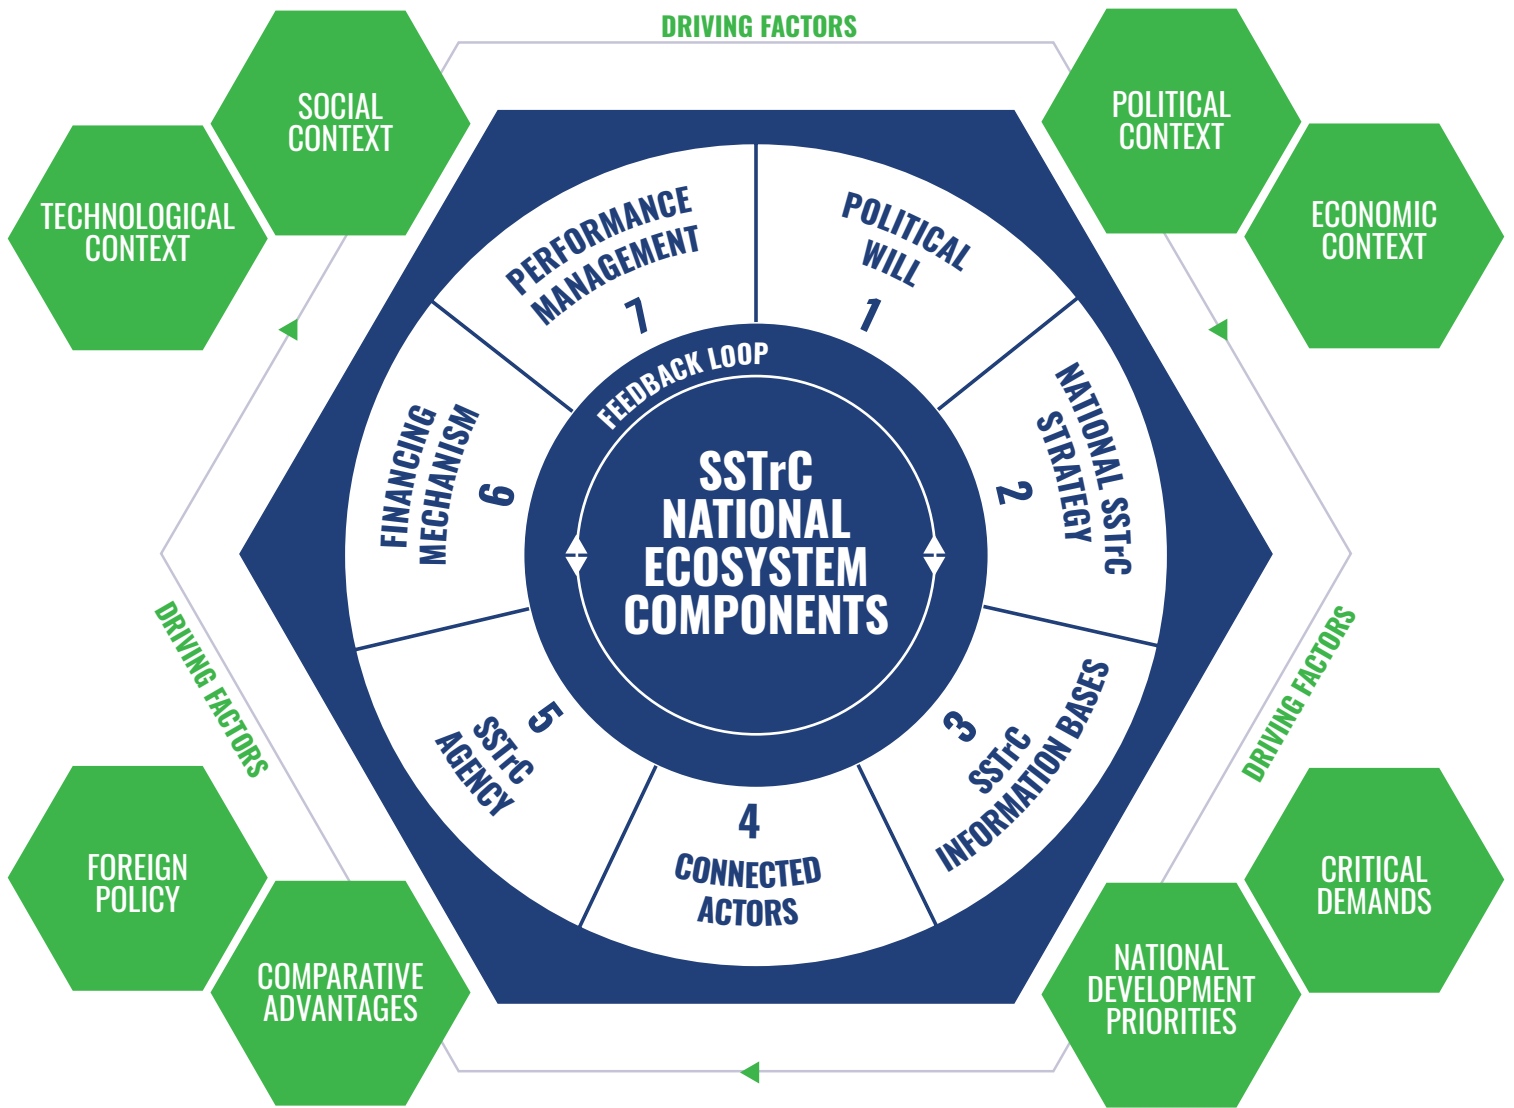 DRIVING FACTORS
SOCIAL
CONTEXT
TECHNOLOGICAL
CONTEXT
POLITICAL
CONTEXT
ECONOMIC
CONTEXT
POLITICAL
WILL
1
NATIONAL SSTrC
STRATEGY
2
3
SSTrC
INFORMATION BASES
4
CONNECTED
ACTORS
5
SSTrC
AGENCY
FINANCING
MECHANISM
6
PERFORMANCE
MANAGEMENT
7
FEEDBACK LOOP
SSTrC
NATIONAL
ECOSYSTEM
COMPONENTS
DRIVING FACTORS
DRIVING FACTORS
FOREIGN
POLICY
COMPARATIVE
ADVANTAGES
CRITICAL
DEMANDS
NATIONAL
DEVELOPMENT
PRIORITIES